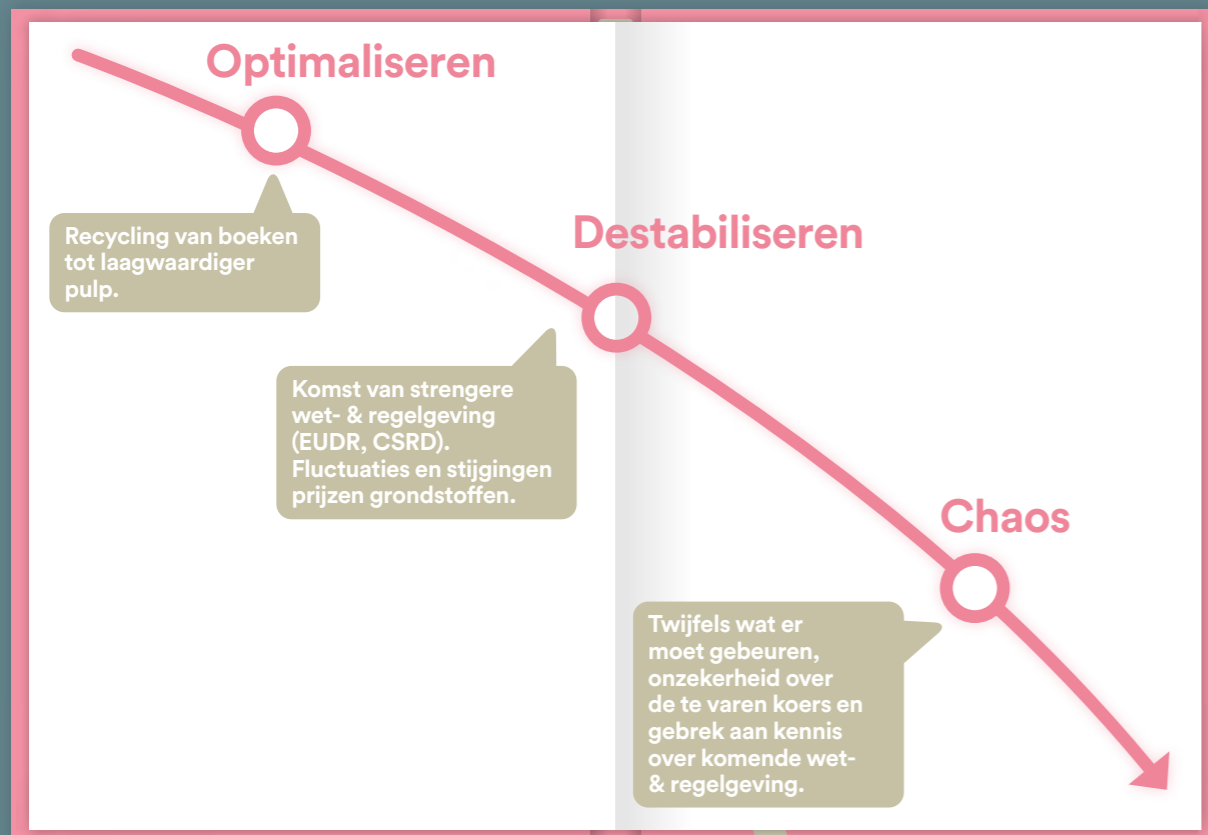 Optimaliseren
Recycling van boeken
tot laagwaardiger
pulp.
Destabiliseren
Komst van strengere
wet- & regelgeving
(EUDR, CSRD).
Fluctuaties en stijgingen
prijzen grondstoffen.
Chaos
Twijfels wat er
moet gebeuren,
onzekerheid over
de te varen koers en
gebrek aan kennis
over komende wet-
& regelgeving.